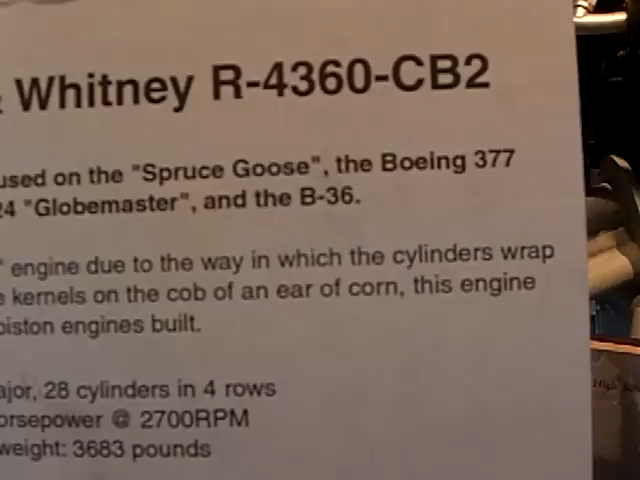 & Whitney R-4360-CB2
used on the "Spruce Goose", the Boeing 377
24 "Globemaster", and the B-36.
" engine due to the way in which the cylinders wrap
e kernels on the cob of an ear of corn, this engine
piston engines built.
ajor, 28 cylinders in 4 rows
orsepower @ 2700RPM
weight: 3683 pounds
High